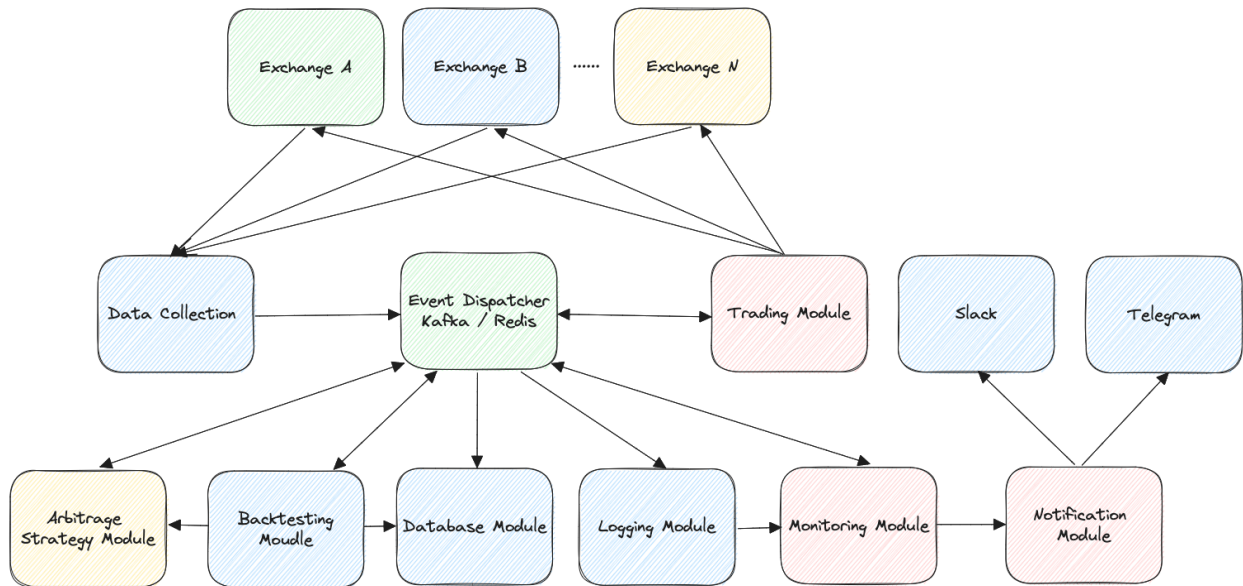 Exchange A
Exchange B
......
Exchange N
Data Collection
Event Dispatcher
Kafka / Redis
Trading Module
Slack
Telegram
Arbitrage
Strategy Module
Backtesting
Moudle
Database Module
Logging Module
Monitoring Module
Notification
Module